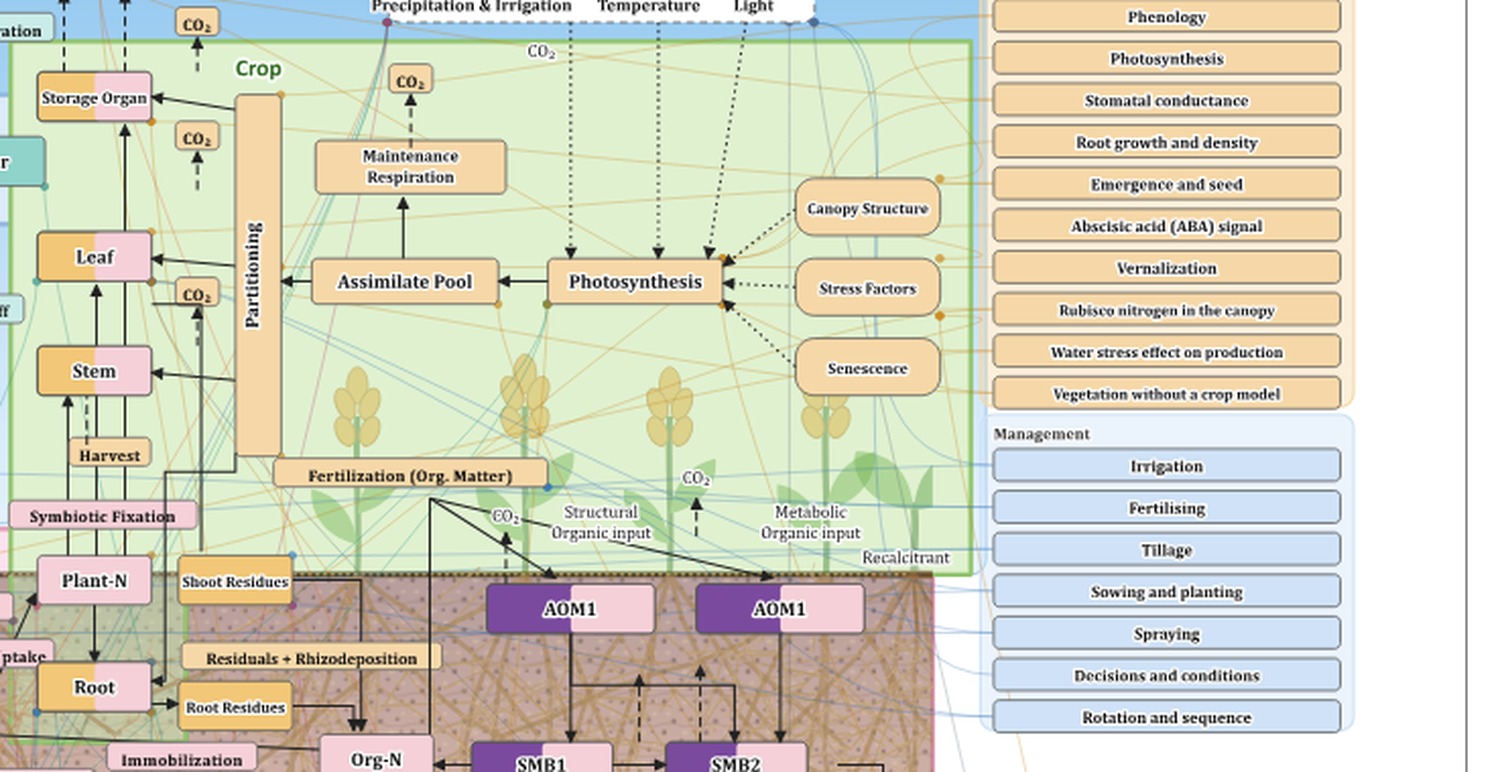 Precipitation & Irrigation
Temperature
Light
ration
CO₂
CO₂
Crop
Storage Organ
CO₂
CO₂
r
Maintenance
Respiration
Canopy Structure
Leaf
Partitioning
Assimilate Pool
Photosynthesis
Stress Factors
CO₂
ff
Stem
Senescence
Harvest
Fertilization (Org. Matter)
CO₂
Symbiotic Fixation
CO₂
Structural
Organic input
Metabolic
Organic input
Recalcitrant
Plant-N
Shoot Residues
AOM1
AOM1
ptake
Residuals + Rhizodeposition
Root
Root Residues
Immobilization
Org-N
SMB1
SMB2
Phenology
Photosynthesis
Stomatal conductance
Root growth and density
Emergence and seed
Abscisic acid (ABA) signal
Vernalization
Rubisco nitrogen in the canopy
Water stress effect on production
Vegetation without a crop model
Management
Irrigation
Fertilising
Tillage
Sowing and planting
Spraying
Decisions and conditions
Rotation and sequence